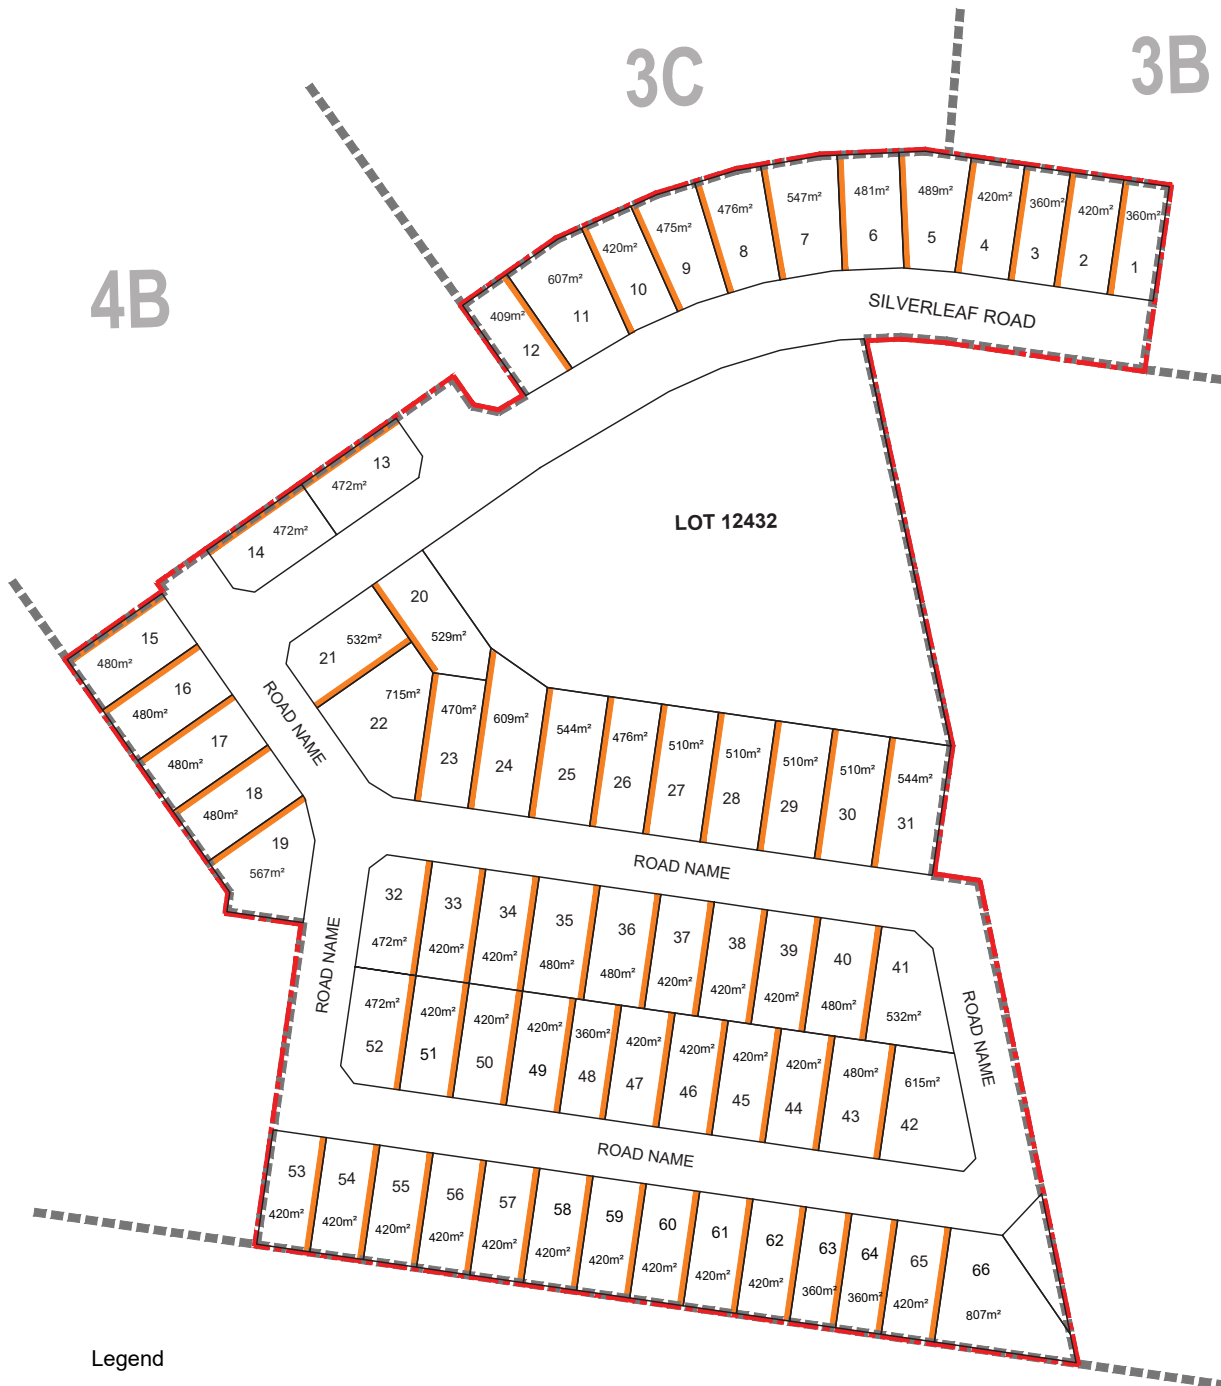 3C
3B
4B
360m²
1
420m²
2
360m²
3
420m²
4
489m²
5
481m²
6
547m²
7
476m²
8
475m²
9
420m²
10
607m²
11
409m²
12
SILVERLEAF ROAD
13
472m²
472m²
14
LOT 12432
15
480m²
16
480m²
17
480m²
18
480m²
19
567m²
20
529m²
532m²
21
715m²
22
ROAD NAME
470m²
23
609m²
24
544m²
25
476m²
26
510m²
27
510m²
28
510m²
29
510m²
30
544m²
31
ROAD NAME
32
472m²
33
420m²
34
420m²
35
480m²
36
480m²
37
420m²
38
420m²
39
420m²
40
480m²
41
532m²
ROAD NAME
ROAD NAME
472m²
52
420m²
51
420m²
50
420m²
49
360m²
48
420m²
47
420m²
46
420m²
45
420m²
44
480m²
43
615m²
42
ROAD NAME
53
420m²
54
420m²
55
420m²
56
420m²
57
420m²
58
420m²
59
420m²
60
420m²
61
420m²
62
420m²
63
360m²
64
360m²
65
420m²
66
807m²
Legend